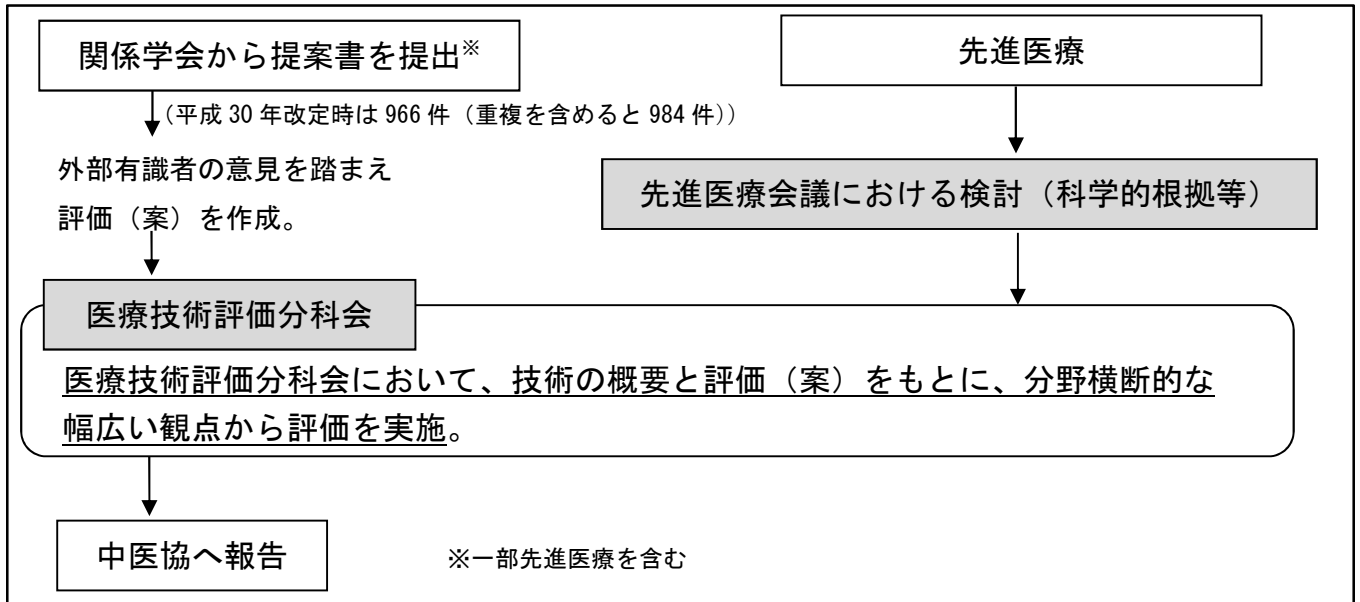 関係学会から提案書を提出※
(平成 30 年改定時は 966 件(重複を含めると 984 件))
外部有識者の意見を踏まえ
評価(案)を作成。
先進医療
先進医療会議における検討(科学的根拠等)
医療技術評価分科会
医療技術評価分科会において、技術の概要と評価(案)をもとに、分野横断的な
幅広い観点から評価を実施。
中医協へ報告
※一部先進医療を含む